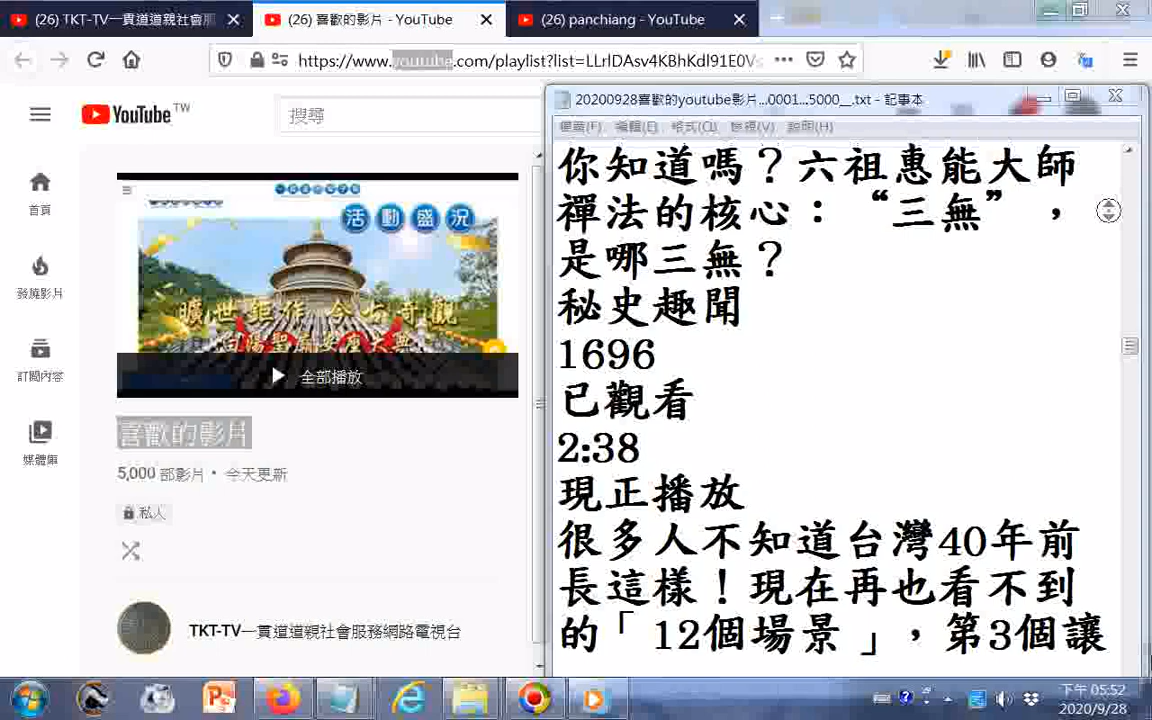 (26) TKT-TV一貫道道親社會服
(26) 喜歡的影片 - YouTube
(26) panchiang - YouTube
https://www.youtube.com/playlist?list=LLrlDAsv4KBhKdl91E0Vs
YouTube TW
搜尋
首頁
發燒影片
訂閱內容
媒體庫
活動盛況
曠世鉅作 今古奇觀
全部播放
喜歡的影片
5,000 部影片・今天更新
私人
TKT-TV一貫道道親社會服務網路電視台
20200928喜歡的youtube影片...0001...5000__.txt - 記事本
檔案(F) 編輯(E) 格式(O) 檢視(V) 說明(H)
你知道嗎？六祖惠能大師
禪法的核心：“三無”，
是哪三無？
秘史趣聞
1696
已觀看
2:38
現正播放
很多人不知道台灣40年前
長這樣！現在再也看不到
的「 12個場景 」，第3個讓
下午 05:52
2020/9/28